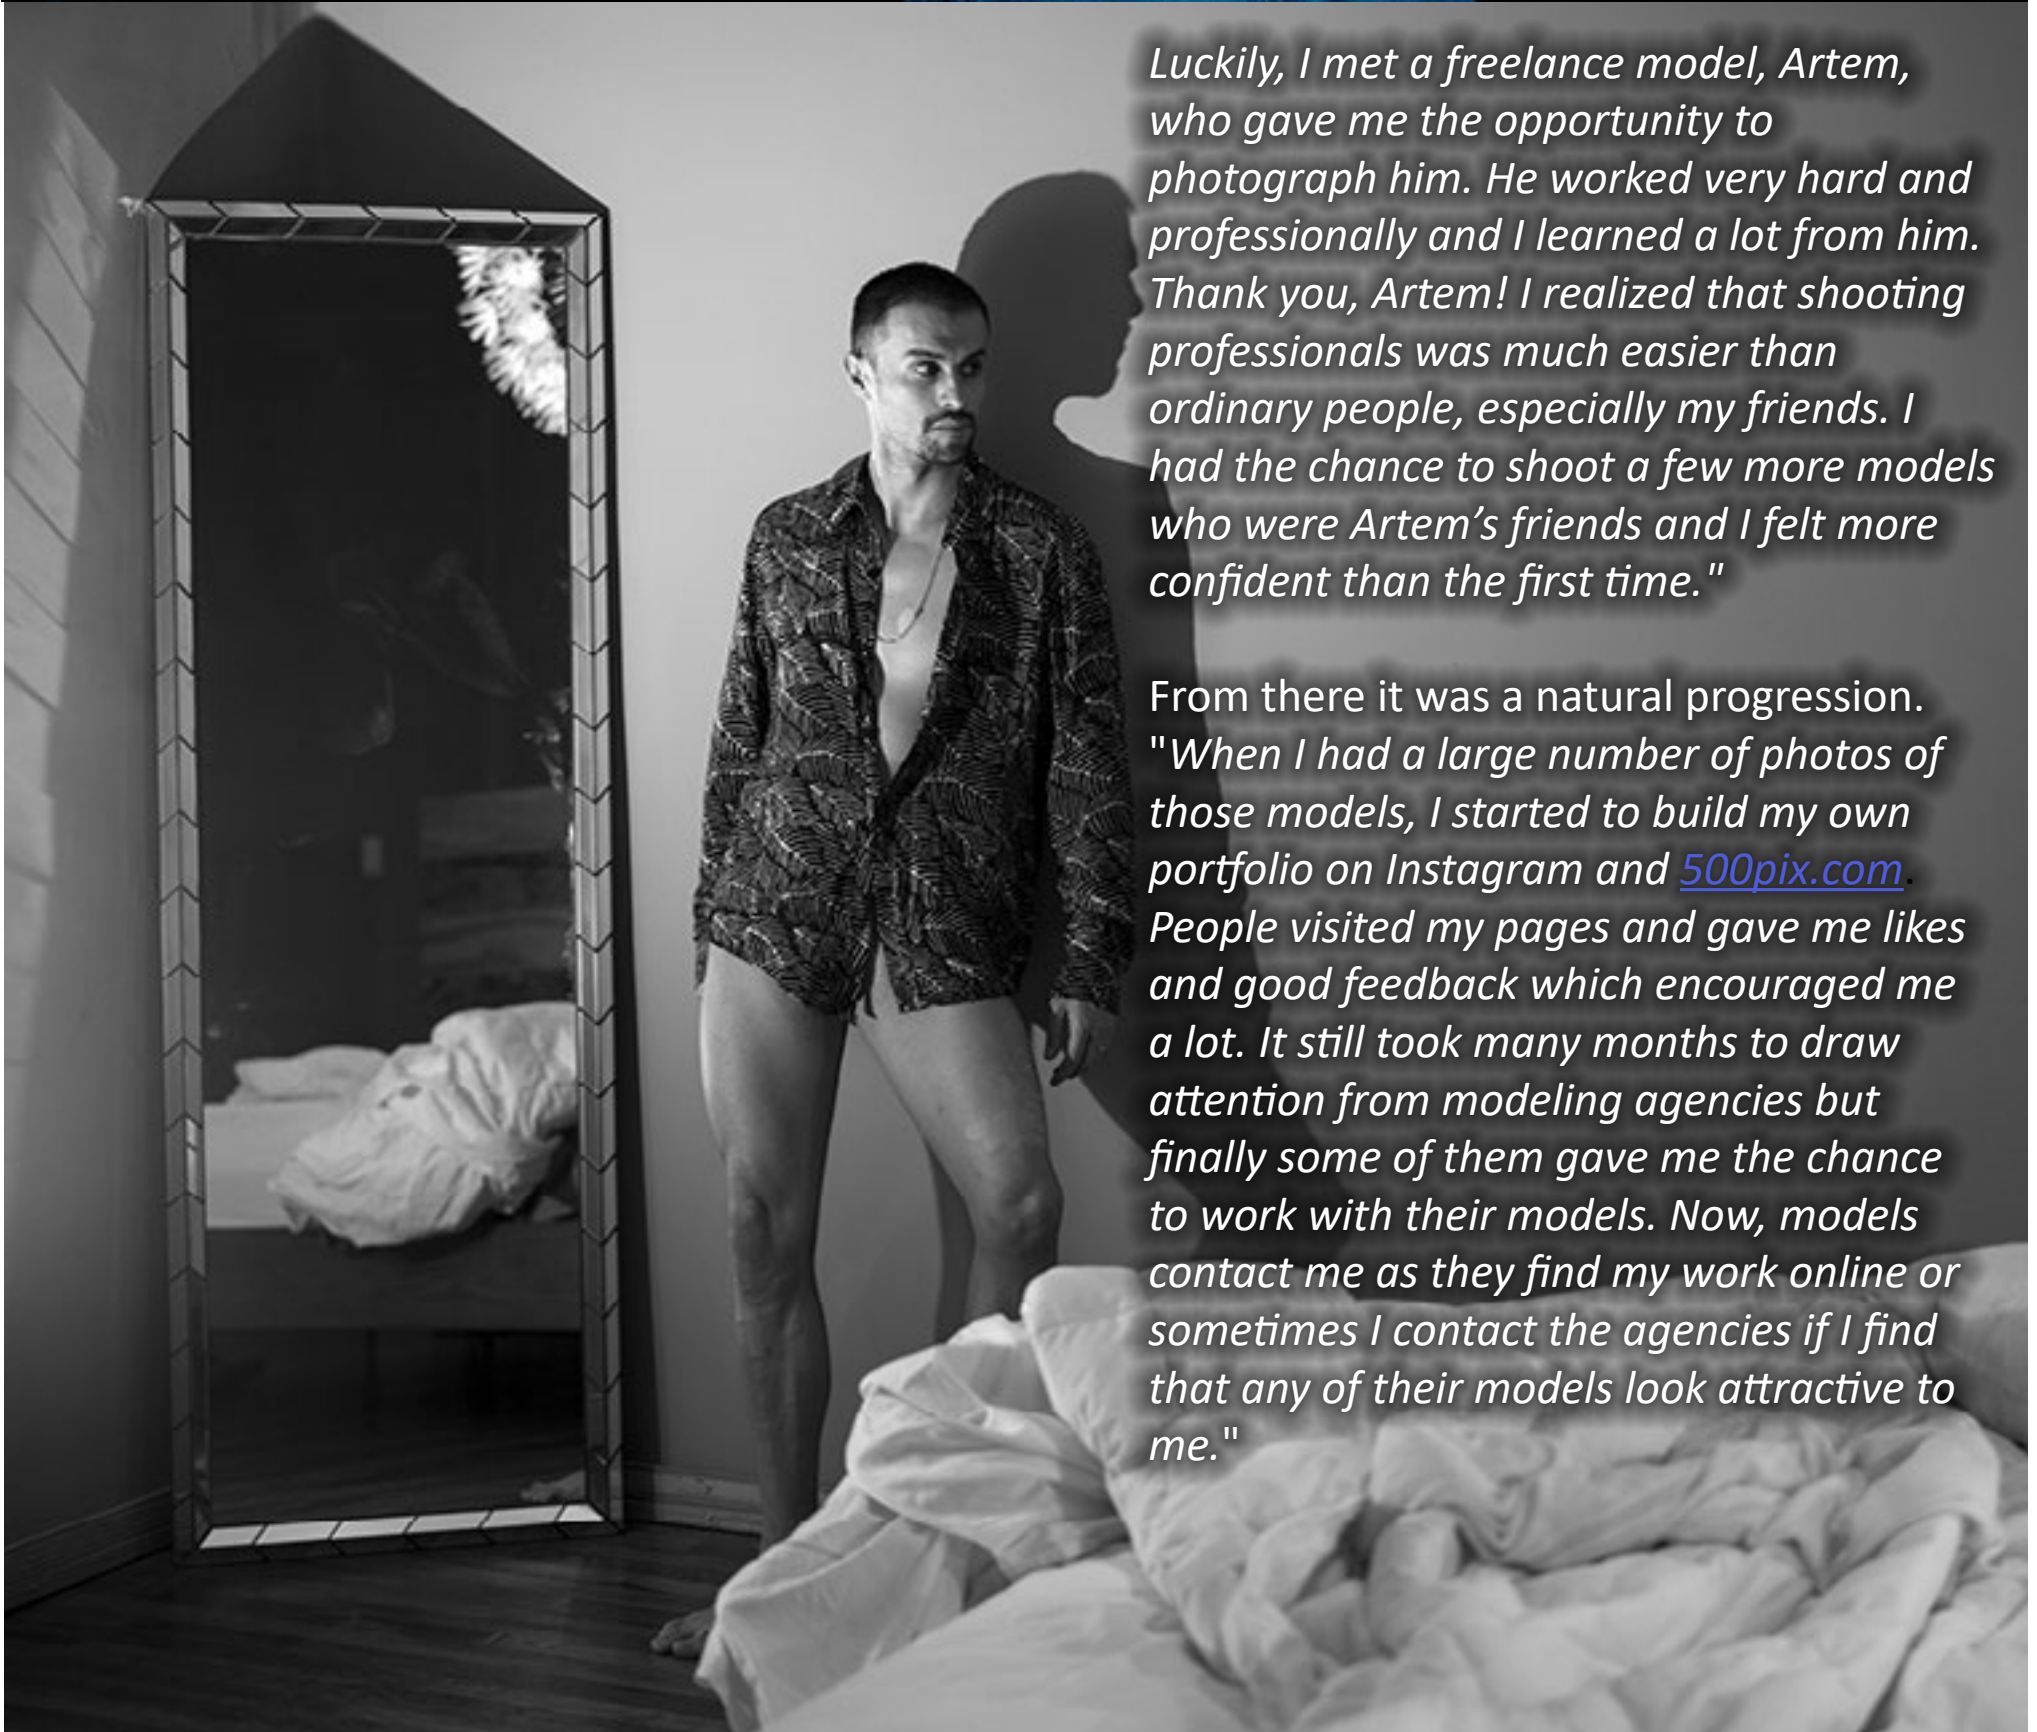 Luckily, I met a freelance model, Artem,
who gave me the opportunity to
photograph him. He worked very hard and
professionally and I learned a lot from him.
Thank you, Artem! I realized that shooting
professionals was much easier than
ordinary people, especially my friends. I
had the chance to shoot a few more models
who were Artem’s friends and I felt more
confident than the first time."
From there it was a natural progression.
"When I had a large number of photos of
those models, I started to build my own
portfolio on Instagram and 500pix.com.
People visited my pages and gave me likes
and good feedback which encouraged me
a lot. It still took many months to draw
attention from modeling agencies but
finally some of them gave me the chance
to work with their models. Now, models
contact me as they find my work online or
sometimes I contact the agencies if I find
that any of their models look attractive to
me."